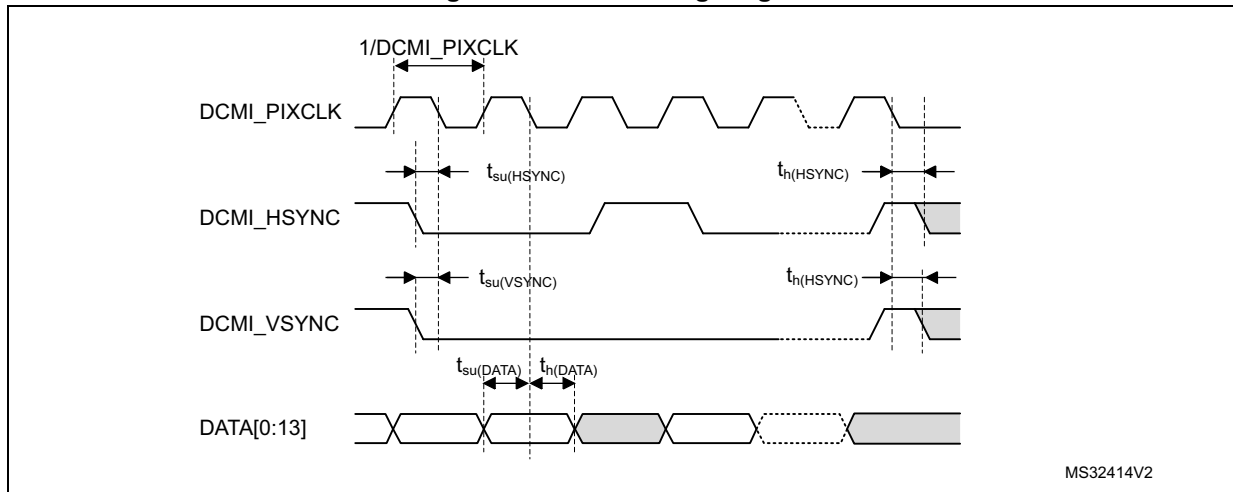 1/DCMI_PIXCLK
DCMI_PIXCLK
tsu(HSYNC) th(HSYNC)
DCMI_HSYNC
tsu(VSYNC) th(HSYNC)
DCMI_VSYNC
tsu(DATA) th(DATA)
DATA[0:13]
MS32414V2